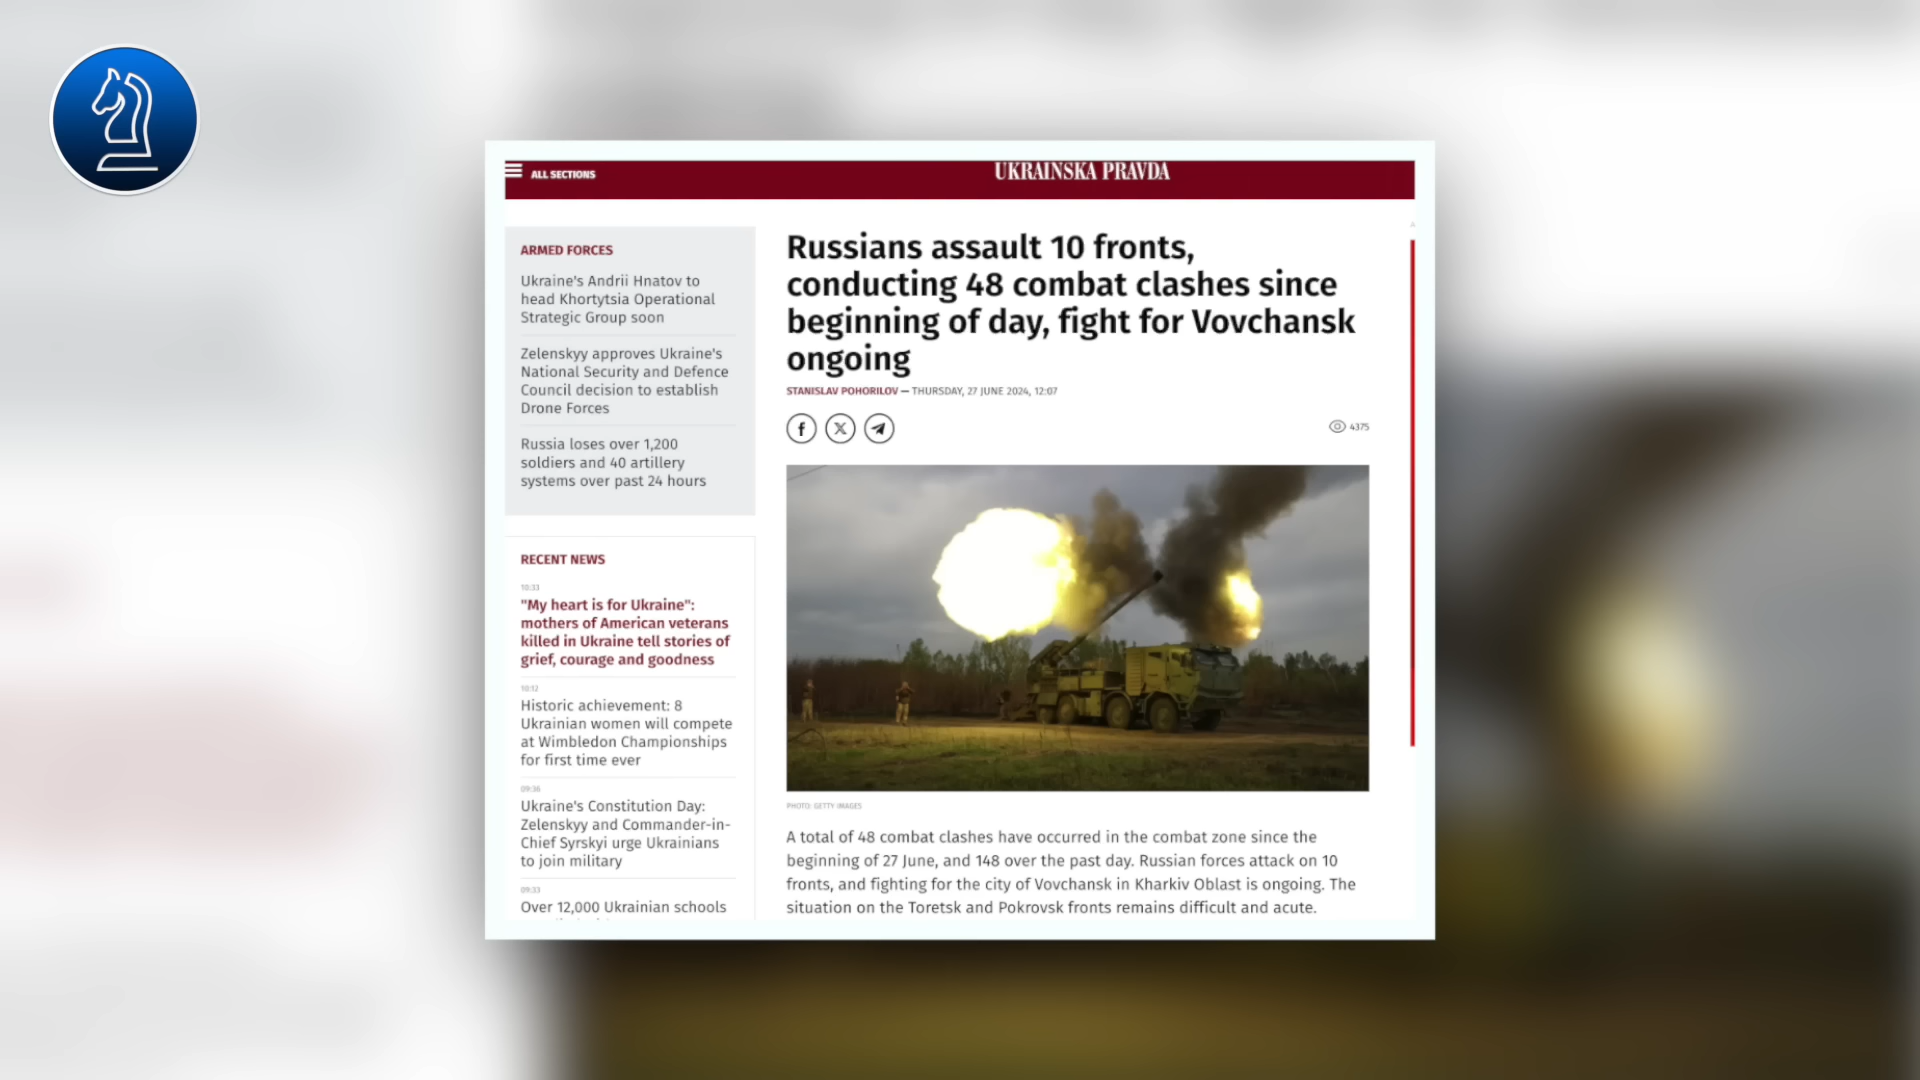 ALL SECTIONS
UKRAINSKA PRAVDA
ARMED FORCES
Ukraine's Andrii Hnatov to
head Khortytsia Operational
Strategic Group soon
Zelenskyy approves Ukraine's
National Security and Defence
Council decision to establish
Drone Forces
Russia loses over 1,200
soldiers and 40 artillery
systems over past 24 hours
RECENT NEWS
10:33
"My heart is for Ukraine":
mothers of American veterans
killed in Ukraine tell stories of
grief, courage and goodness
10:12
Historic achievement: 8
Ukrainian women will compete
at Wimbledon Championships
for first time ever
09:36
Ukraine's Constitution Day:
Zelenskyy and Commander-in-
Chief Syrskyi urge Ukrainians
to join military
09:33
Over 12,000 Ukrainian schools
Russians assault 10 fronts,
conducting 48 combat clashes since
beginning of day, fight for Vovchansk
ongoing
STANISLAV POHORILOV — THURSDAY, 27 JUNE 2024, 12:07
4375
PHOTO: GETTY IMAGES
A total of 48 combat clashes have occurred in the combat zone since the
beginning of 27 June, and 148 over the past day. Russian forces attack on 10
fronts, and fighting for the city of Vovchansk in Kharkiv Oblast is ongoing. The
situation on the Toretsk and Pokrovsk fronts remains difficult and acute.